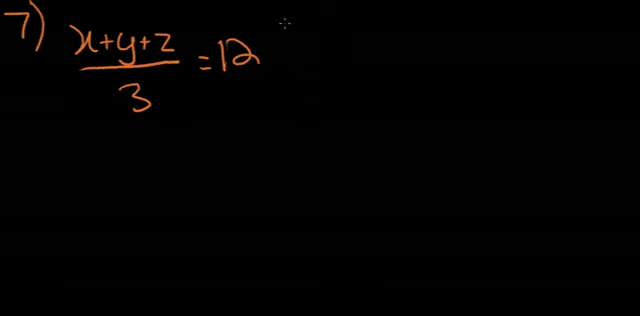 7) x+y+z
/3 = 12